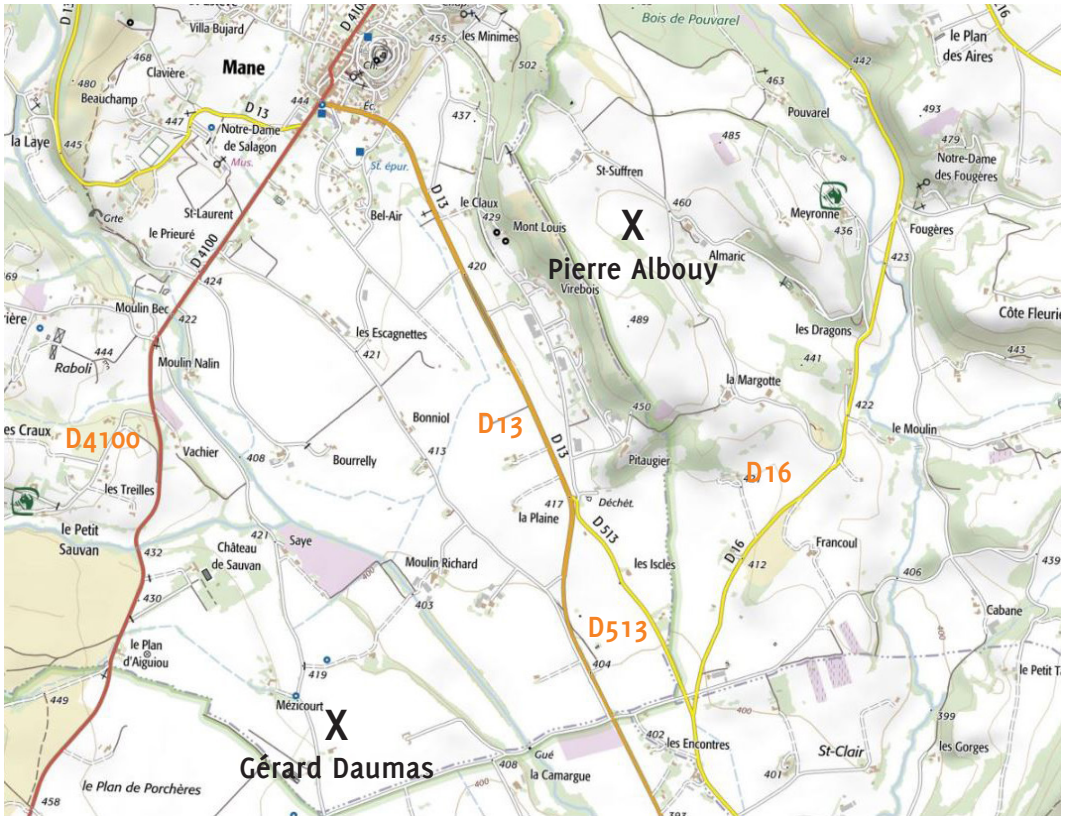 D 13
Villa Bujard
D 4100
455
les Minimes
Bois de Pouvarel
D 16
le Plan
des Aires
468
Clavière
Mane
Ch.
502
442
480
Beauchamp
463
D 13
444
Éc.
437
Pouvarel
493
447
Notre-Dame
de Salagon
la Laye
445
Mus.
St. épur.
485
479
Notre-Dame
des Fougères
St-Suffren
Grte
St-Laurent
Bel-Air
D 13
le Claux
429
Mont Louis
X
Pierre Albouy
460
Meyronne
436
Fougères
le Prieuré
D 4100
Almaric
423
424
420
Virebois
Moulin Bec
422
les Escagnettes
489
les Dragons
Côte Fleurie
444
Raboli
Moulin Nalin
421
441
443
la Margotte
450
422
es Craux
D4100
Bonniol
D13
le Moulin
Vachier
408
Bourrelly
413
D 13
Pitaugier
D16
les Treilles
417
Déchèt.
la Plaine
D 513
le Petit
Sauvan
421
Saye
D 16
Francoul
432
Château
de Sauvan
Moulin Richard
les Iscles
412
439
400
406
430
403
D513
Cabane
400
le Plan
d'Aiguiou
419
404
le Petit T
449
Mézicourt
400
X
Gérard Daumas
399
Gué
402
les Encontres
St-Clair
les Gorges
le Plan de Porchères
400
408
la Camargue
401
458
393